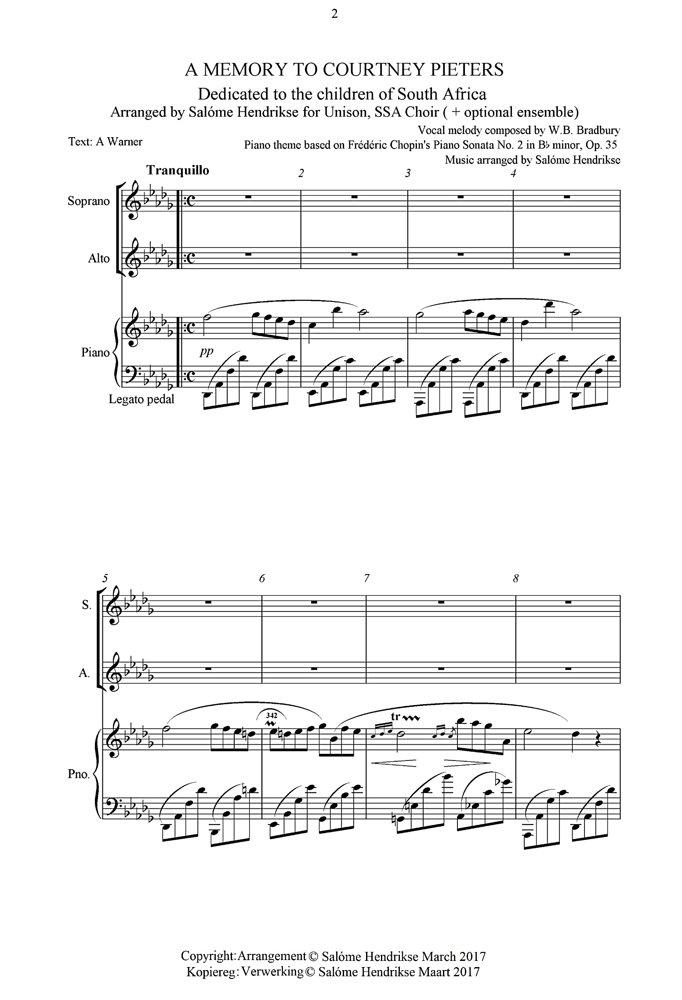 2
A MEMORY TO COURTNEY PIETERS
Dedicated to the children of South Africa
Arranged by Salóme Hendrikse for Unison, SSA Choir ( + optional ensemble)
Vocal melody composed by W.B. Bradbury
Text: A Warner
Piano theme based on Frédéric Chopin's Piano Sonata No. 2 in B♭ minor, Op. 35
Music arranged by Salóme Hendrikse
Tranquillo
2 3 4
Soprano
Alto
Piano
pp
Legato pedal
5 6 7 8
S.
A.
342
tr
Pno.
Copyright:Arrangement © Salóme Hendrikse March 2017
Kopiereg: Verwerking © Salóme Hendrikse Maart 2017